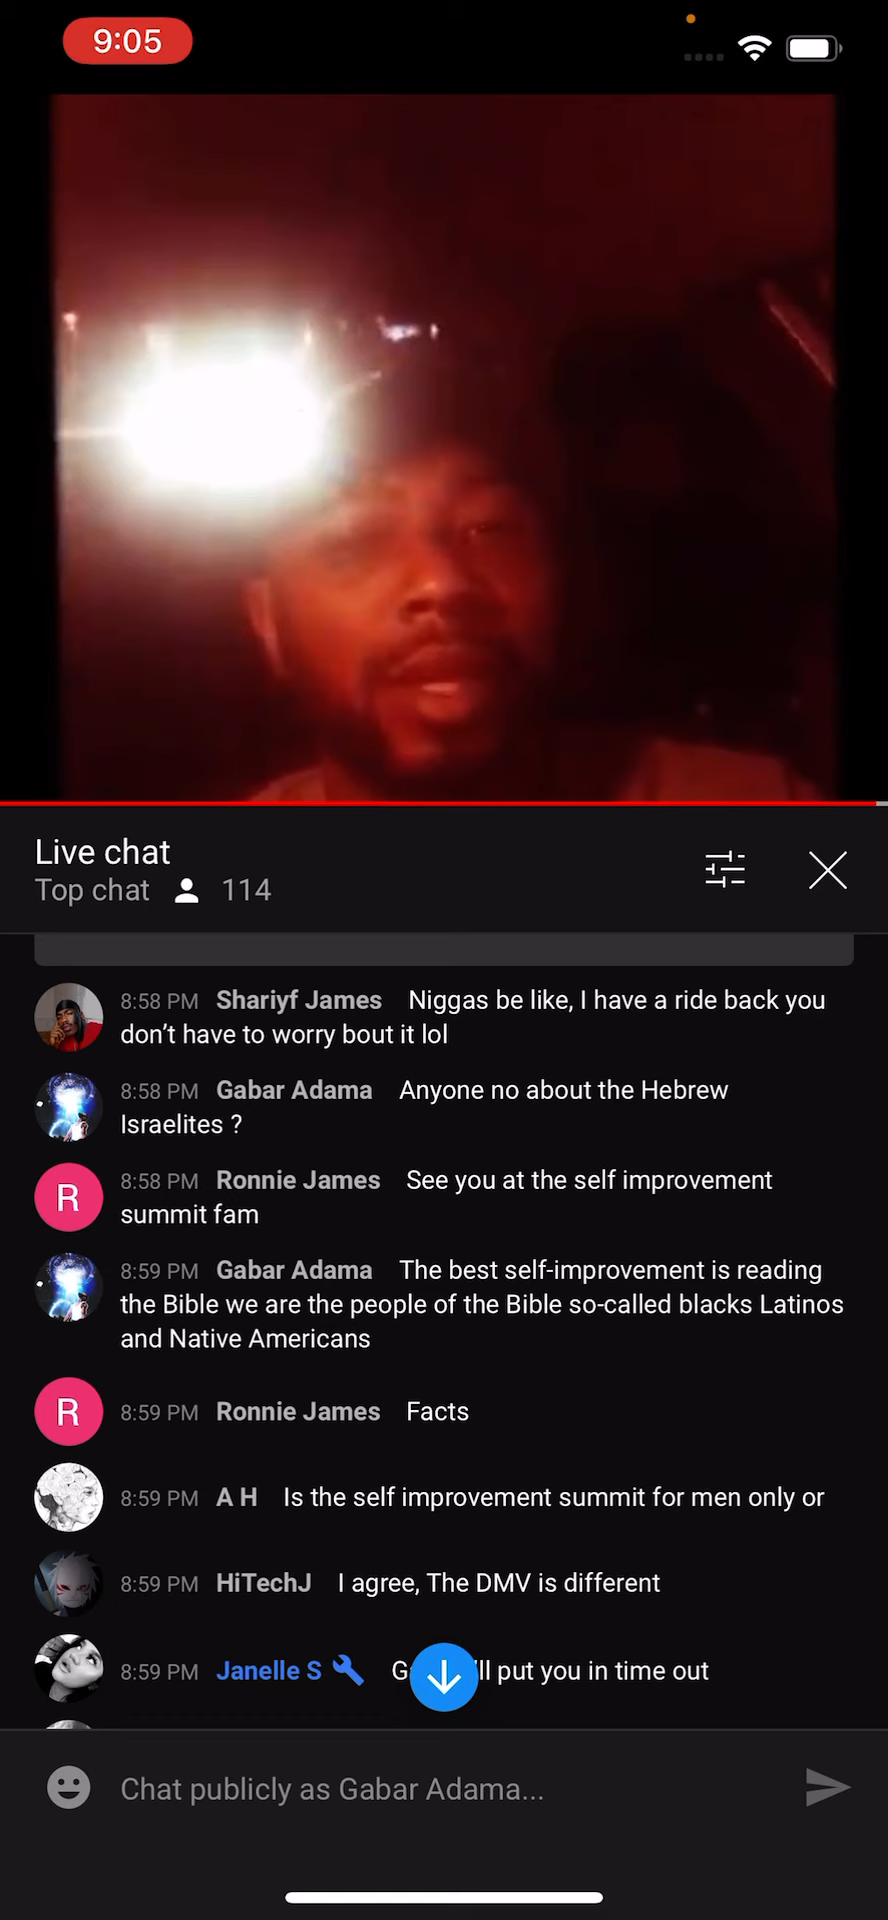 9:05
Live chat
Top chat 114
8:58 PM Shariyf James Niggas be like, I have a ride back you
don’t have to worry bout it lol
8:58 PM Gabar Adama Anyone no about the Hebrew
Israelites ?
R 8:58 PM Ronnie James See you at the self improvement
summit fam
8:59 PM Gabar Adama The best self-improvement is reading
the Bible we are the people of the Bible so-called blacks Latinos
and Native Americans
R 8:59 PM Ronnie James Facts
8:59 PM A H Is the self improvement summit for men only or
8:59 PM HiTechJ I agree, The DMV is different
8:59 PM Janelle S put you in time out
Chat publicly as Gabar Adama...